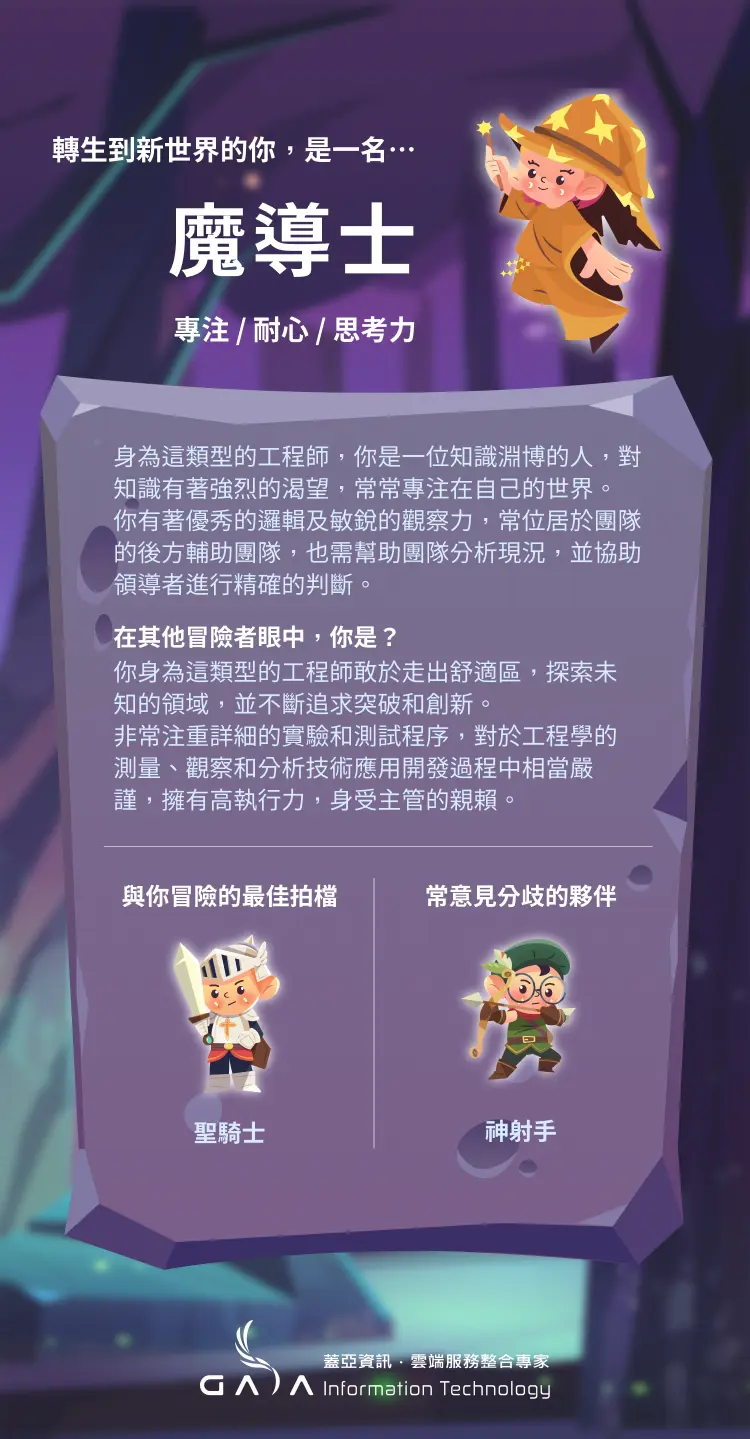 轉生到新世界的你，是一名…
魔導士
專注 / 耐心 / 思考力
身為這類型的工程師，你是一位知識淵博的人，對
知識有著強烈的渴望，常常專注在自己的世界。
你有著優秀的邏輯及敏銳的觀察力，常位居於團隊
的後方輔助團隊，也需幫助團隊分析現況，並協助
領導者進行精確的判斷。
在其他冒險者眼中，你是？
你身為這類型的工程師敢於走出舒適區，探索未
知的領域，並不斷追求突破和創新。
非常注重詳細的實驗和測試程序，對於工程學的
測量、觀察和分析技術應用開發過程中相當嚴
謹，擁有高執行力，身受主管的親賴。
與你冒險的最佳拍檔
聖騎士
常意見分歧的夥伴
神射手
蓋亞資訊．雲端服務整合專家
GAIA Information Technology